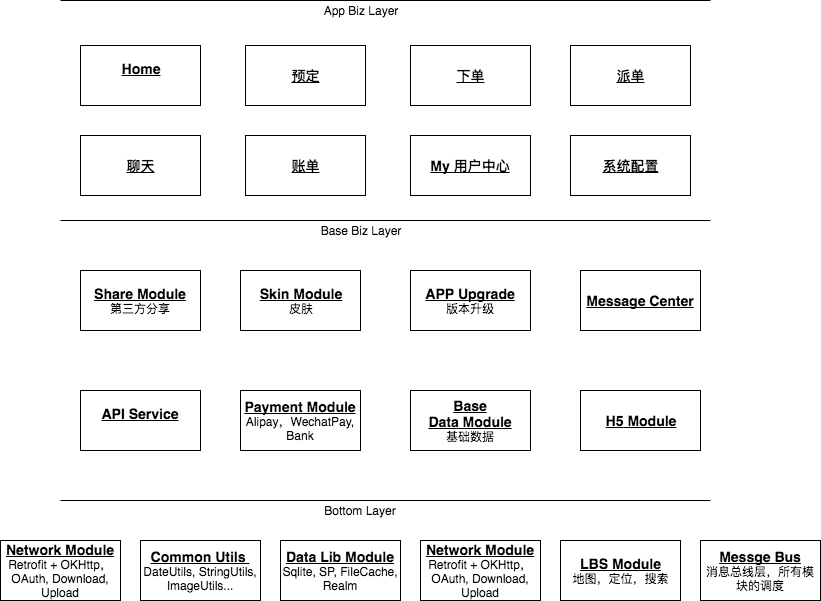 App Biz Layer
Home
预定
下单
派单
聊天
账单
My 用户中心
系统配置
Base Biz Layer
Share Module
第三方分享
Skin Module
皮肤
APP Upgrade
版本升级
Message Center
API Service
Payment Module
Alipay，WechatPay,
Bank
Base
Data Module
基础数据
H5 Module
Bottom Layer
Network Module
Retrofit + OKHttp,
OAuth, Download,
Upload
Common Utils
DateUtils, StringUtils,
ImageUtils...
Data Lib Module
Sqlite, SP, FileCache,
Realm
Network Module
Retrofit + OKHttp,
OAuth, Download,
Upload
LBS Module
地图，定位，搜索
Messge Bus
消息总线层，所有模
块的调度